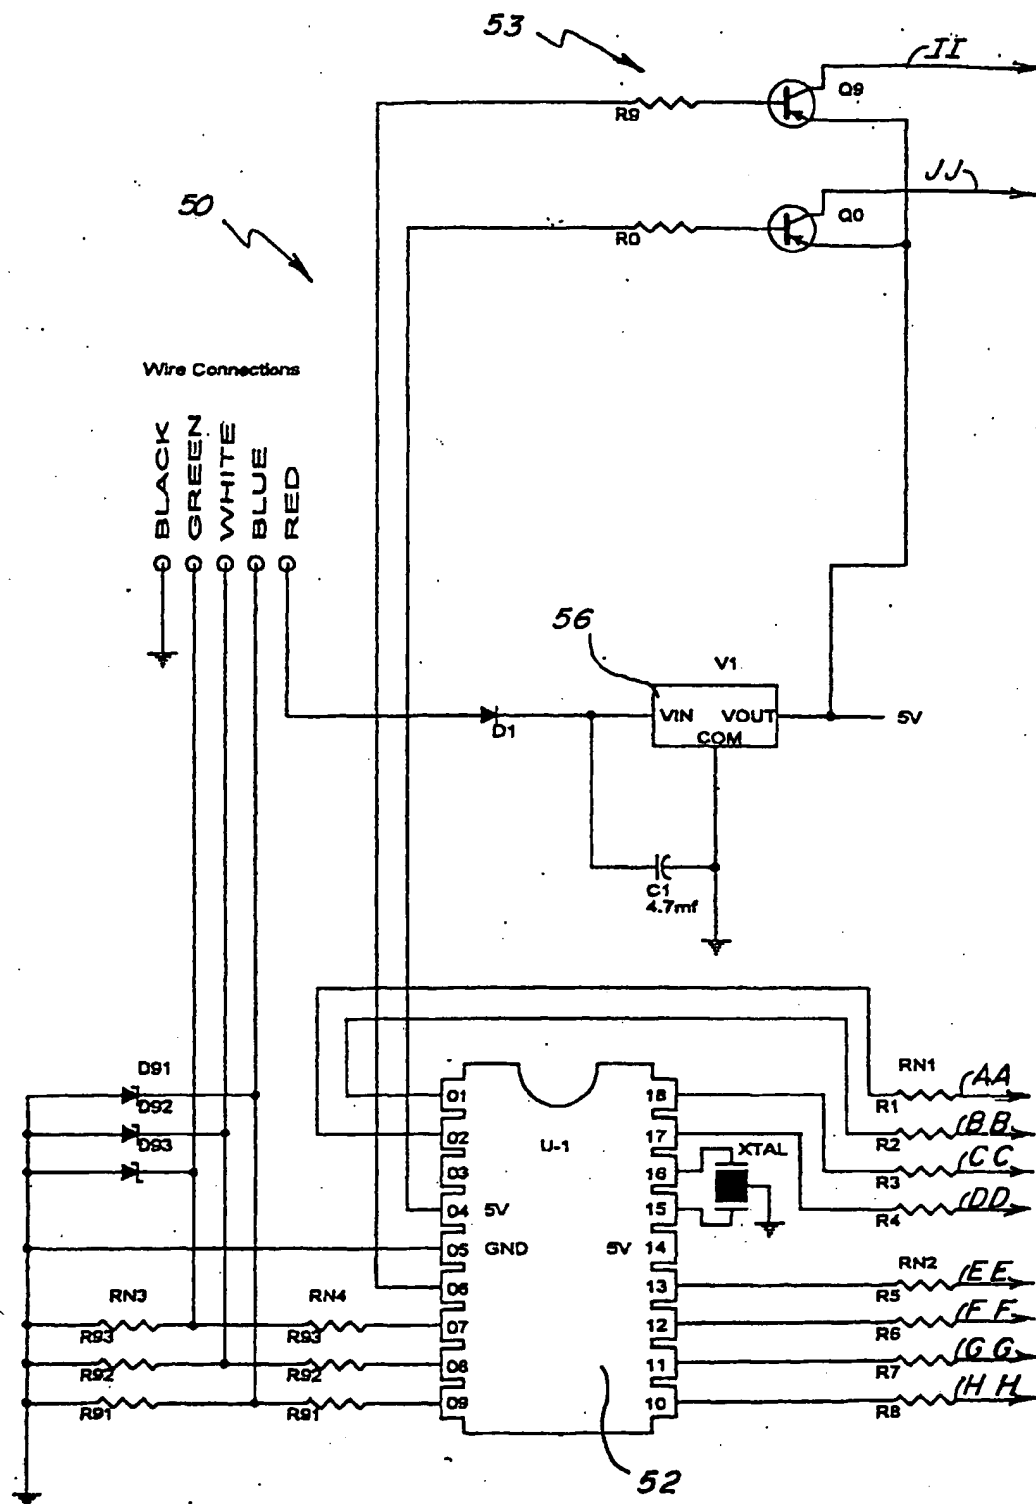 53
II
Q9
R9
50
JJ
Q0
R0
Wire Connections
BLACK
GREEN
WHITE
BLUE
RED
56
V1
VIN VOUT
COM
5V
D1
C1
4.7mf
D91
D92
D93
RN1
AA
R1
BB
R2
CC
R3
DD
R4
RN2
EE
R5
FF
R6
GG
R7
HH
R8
XTAL
U-1
01
02
03
04 5V
05 GND
06
07
08
09
18
17
16
15
5V 14
13
12
11
10
RN3
RN4
R93
R93
R92
R92
R91
R91
52